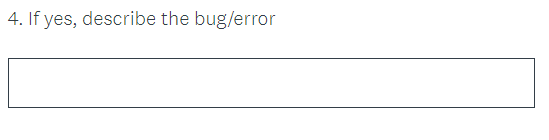 4. If yes, describe the bug/error